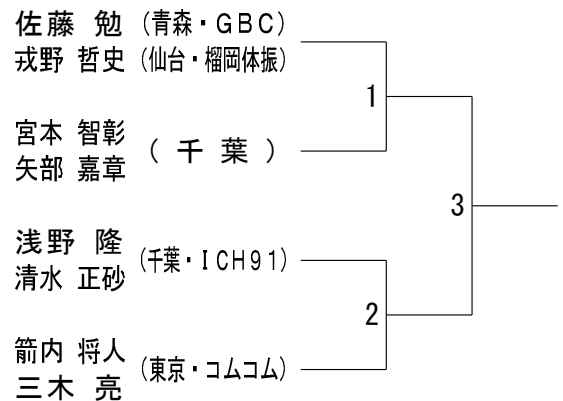 佐藤 勉 (青森・GBC)
戎野 哲史 (仙台・榴岡体振)
1
宮本 智彰
(千葉)
矢部 嘉章
3
浅野 隆
(千葉・ICH91)
清水 正砂
2
箭内 将人
(東京・コムコム)
三木 亮